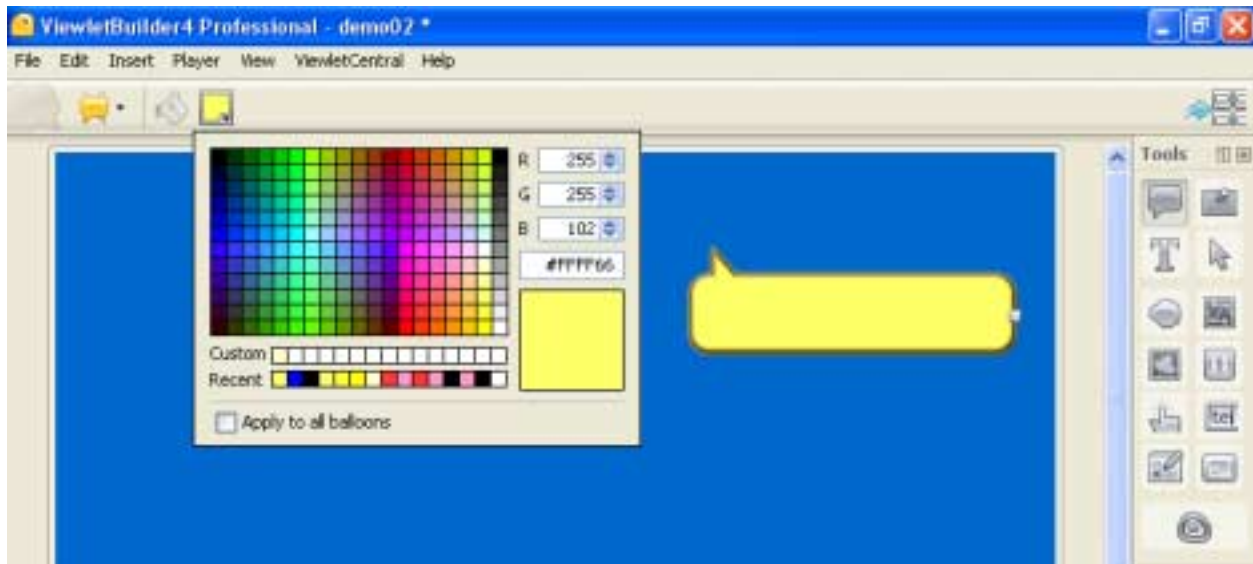 ViewletBuilder4 Professional - demo02 *
File Edit Insert Player View ViewletCentral Help
Tools
R 255
G 255
B 102
#FFFF66
Custom
Recent
Apply to all balloons
T
tel